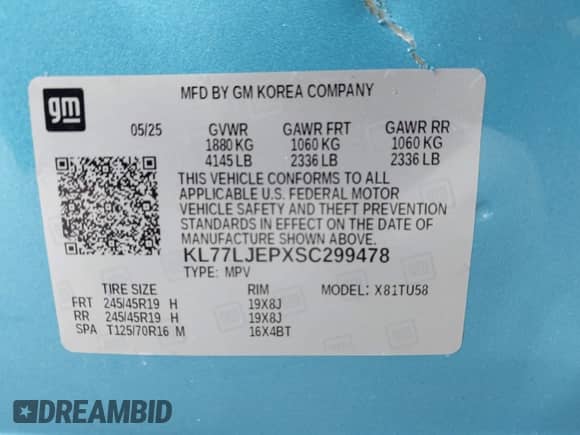 gm
MFD BY GM KOREA COMPANY
05/25 GVWR GAWR FRT GAWR RR
1880 KG 1060 KG 1060 KG
4145 LB 2336 LB 2336 LB
THIS VEHICLE CONFORMS TO ALL
APPLICABLE U.S. FEDERAL MOTOR
VEHICLE SAFETY AND THEFT PREVENTION
STANDARDS IN EFFECT ON THE DATE OF
MANUFACTURE SHOWN ABOVE.
KL77LJEPXSC299478
TYPE: MPV
TIRE SIZE RIM MODEL: X81TU58
FRT 245/45R19 H 19X8J
RR 245/45R19 H 19X8J
SPA T125/70R16 M 16X4BT
DREAMBID